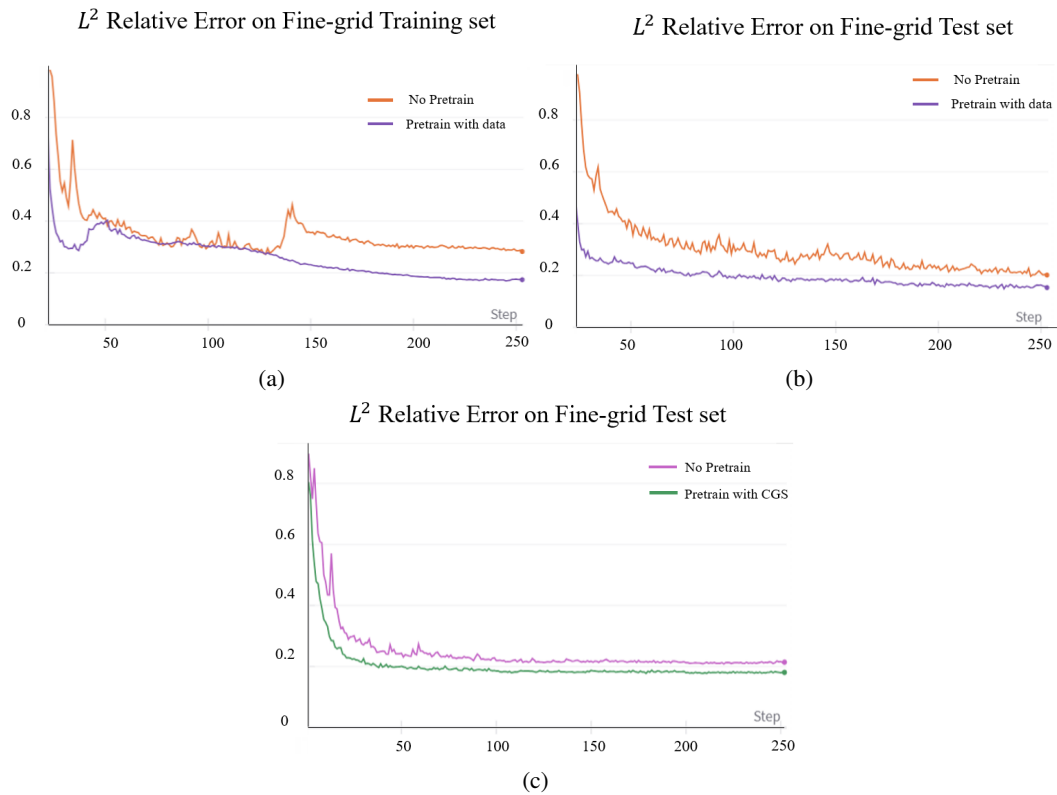 L² Relative Error on Fine-grid Training set
0.8
0.6
0.4
0.2
0
No Pretrain
Pretrain with data
Step
50
100
150
200
250
(a)
L² Relative Error on Fine-grid Test set
0.8
0.6
0.4
0.2
0
No Pretrain
Pretrain with data
Step
50
100
150
200
250
(b)
L² Relative Error on Fine-grid Test set
0.8
0.6
0.4
0.2
0
No Pretrain
Pretrain with CGS
Step
50
100
150
200
250
(c)